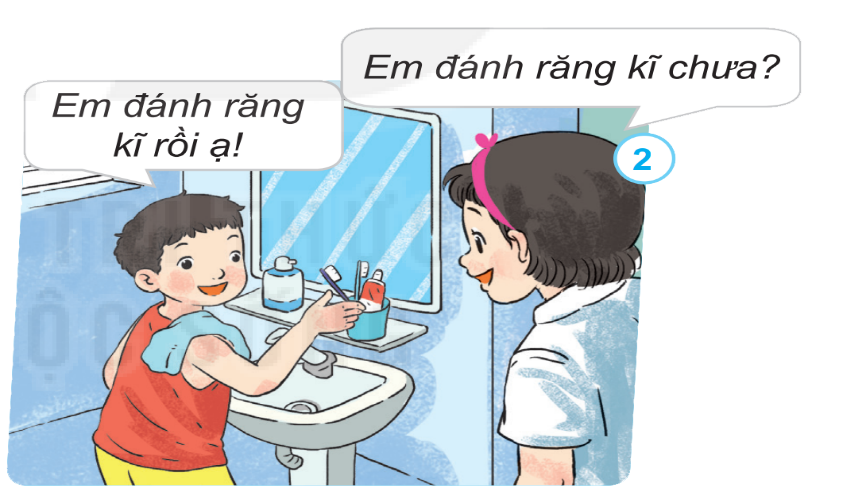 Em đánh răng kĩ chưa?
Em đánh răng
kĩ rồi ạ!
2